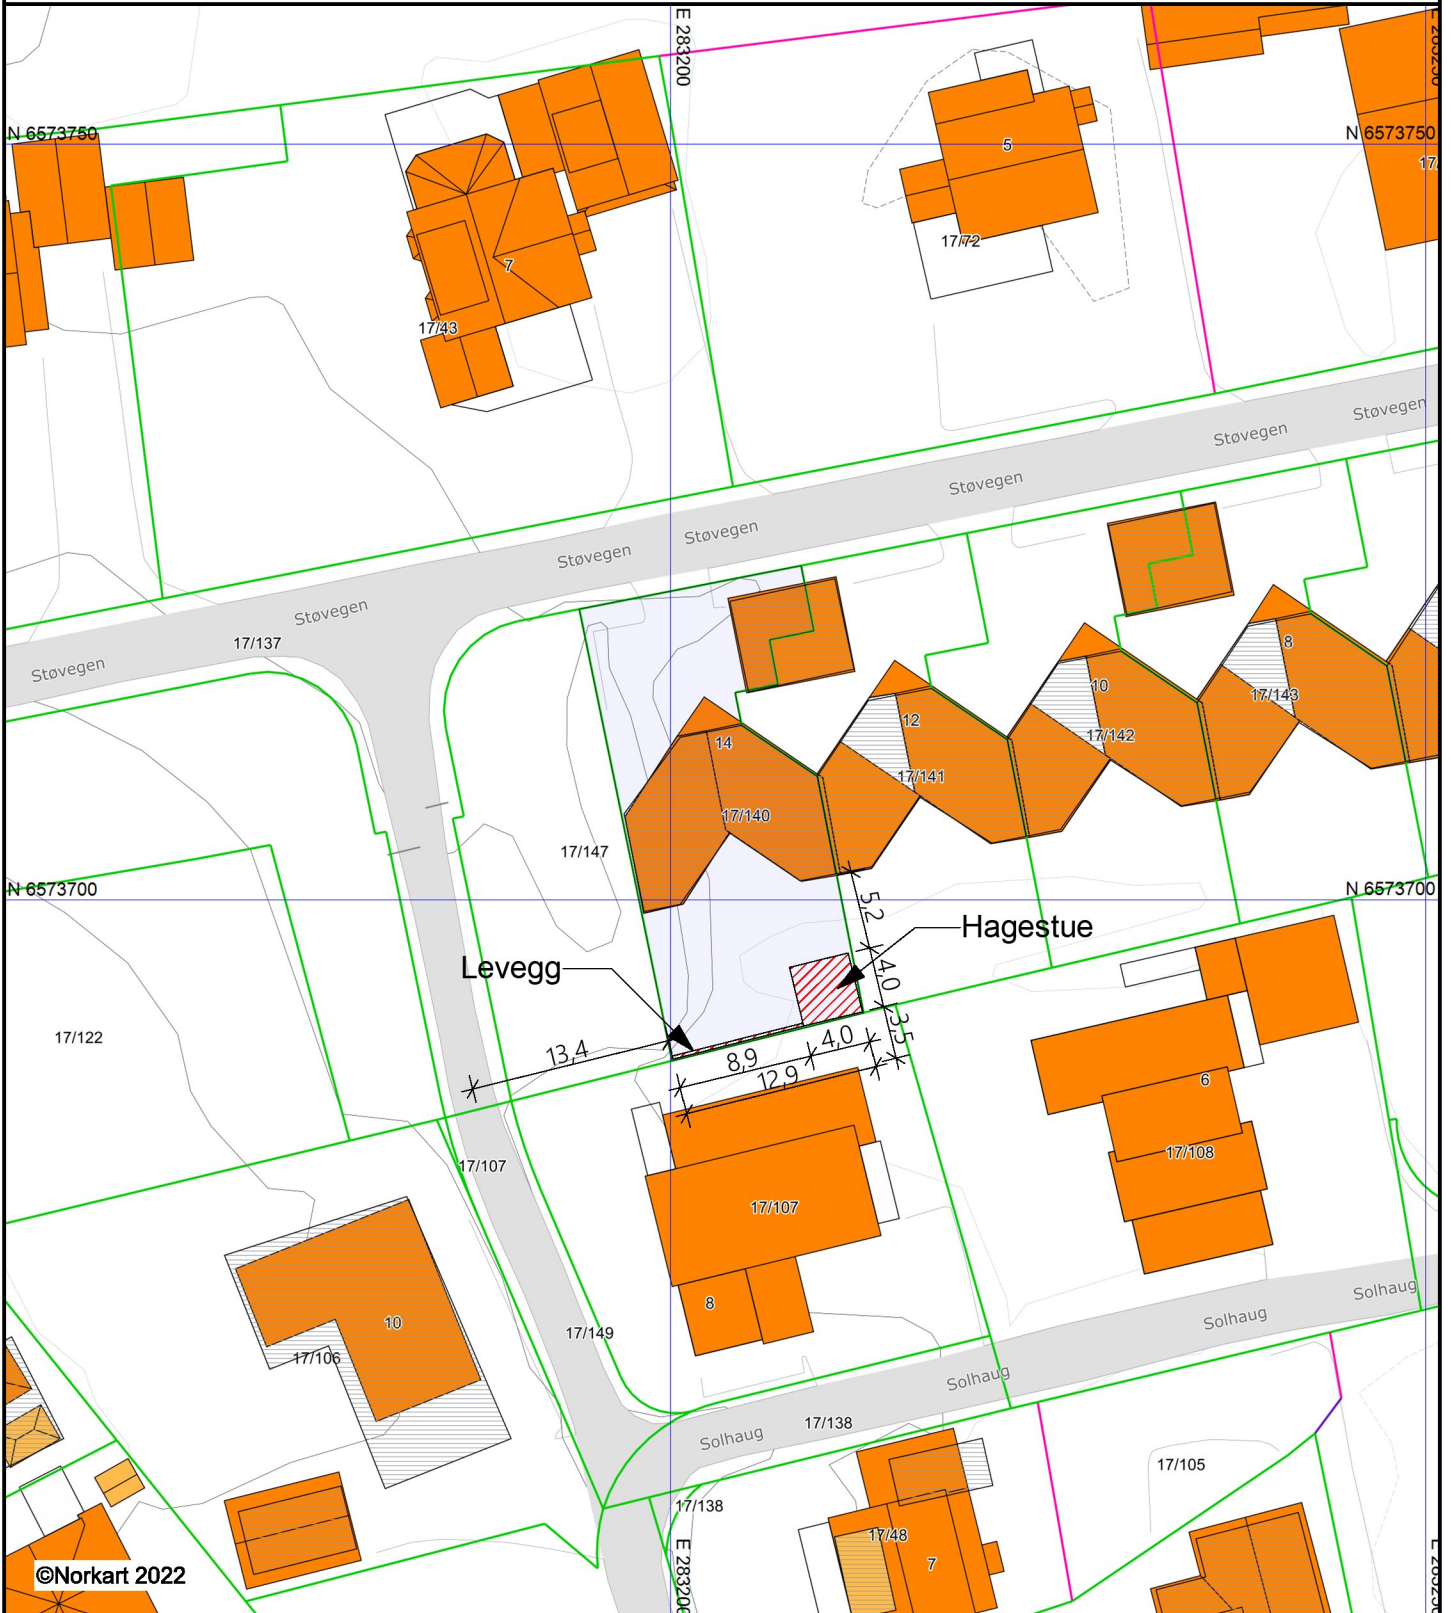 E 283200
N 6573750
N 6573750
5
17/72
7
17/43
Støvegen
Støvegen
Støvegen
Støvegen
Støvegen
Støvegen
Støvegen
17/137
8
17/143
10
17/142
12
17/141
14
17/140
17/147
N 6573700
N 6573700
5,2
Hagestue
4,0
Levegg
3,5
17/122
13,4
8,9
4,0
12,9
6
17/108
17/107
17/107
8
10
17/106
17/149
Solhaug
Solhaug
Solhaug
Solhaug
17/138
17/105
17/138
17/48
7
E 283200
©Norkart 2022